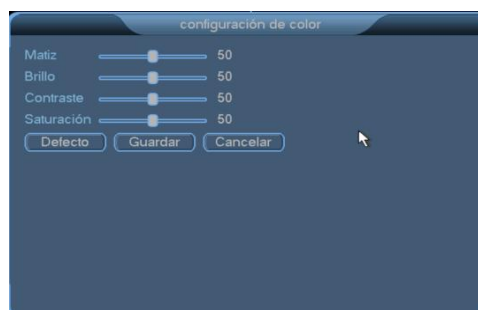 configuración de color
Matiz 50
Brillo 50
Contraste 50
Saturación 50
Defecto Guardar Cancelar